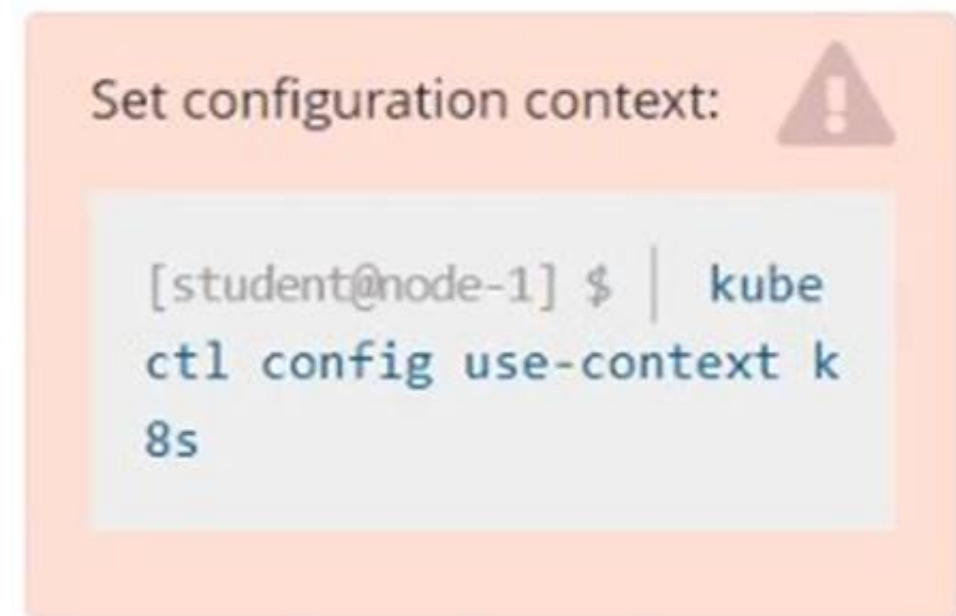 Set configuration context:
[student@node-1] $ | kube
ctl config use-context k
8s